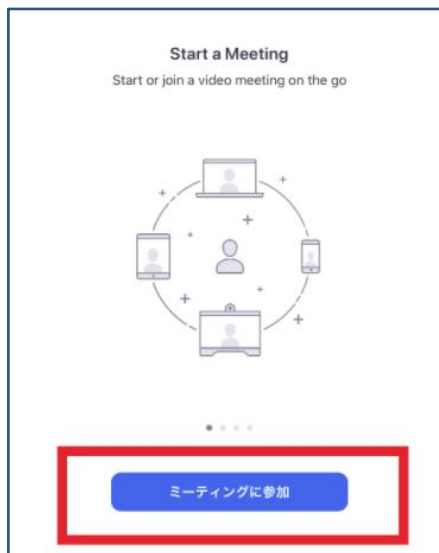 Start a Meeting
Start or join a video meeting on the go
ミーティングに参加